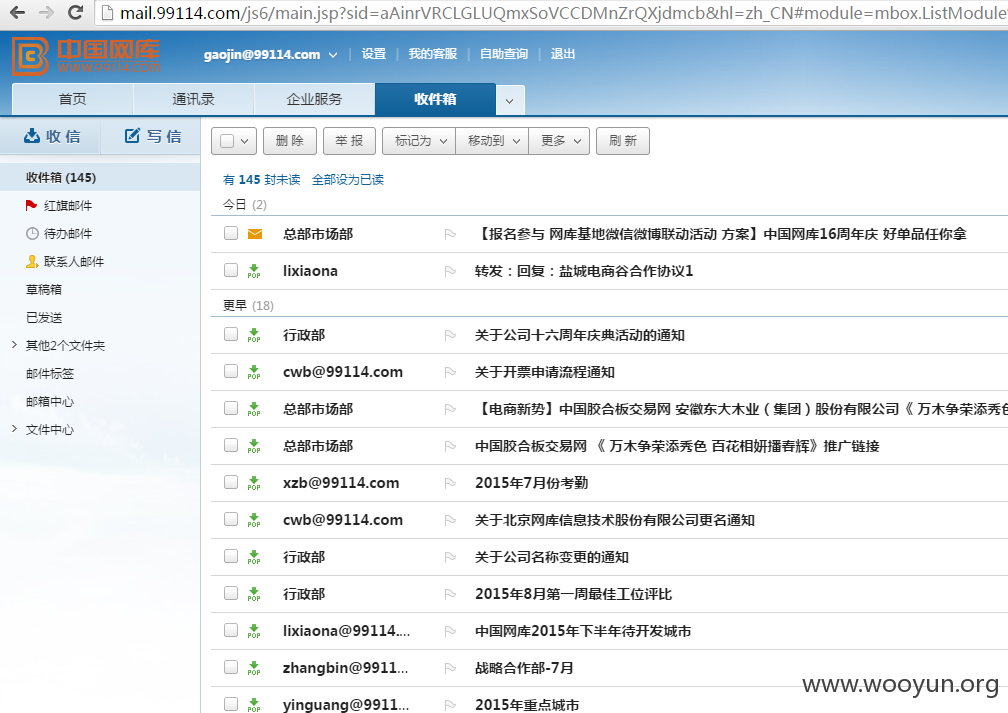 mail.99114.com/js6/main.jsp?sid=aAinrVRCLGLUQmxSoVCCDMnZrQXjdmcb&hl=zh_CN#module=mbox.ListModule
中国网库 gaojin@99114.com 设置 我的客服 自助查询 退出
www.99114.com
首页 通讯录 企业服务 收件箱
收信 写信 删除 举报 标记为 移动到 更多 刷新
收件箱 (145)
红旗邮件
待办邮件
联系人邮件
草稿箱
已发送
其他2个文件夹
邮件标签
邮箱中心
文件中心
有 145 封未读 全部设为已读
今日 (2)
总部市场部 【报名参与 网库基地微信微博联动活动 方案】中国网库16周年庆 好单品任你拿
lixiaona 转发：回复：盐城电商谷合作协议1
更早 (18)
行政部 关于公司十六周年庆典活动的通知
cwb@99114.com 关于开票申请流程通知
总部市场部 【电商新势】中国胶合板交易网 安徽东大木业（集团）股份有限公司《 万木争荣添秀色
总部市场部 中国胶合板交易网 《 万木争荣添秀色 百花相妍播春辉》推广链接
xzb@99114.com 2015年7月份考勤
cwb@99114.com 关于北京网库信息技术股份有限公司更名通知
行政部 关于公司名称变更的通知
行政部 2015年8月第一周最佳工位评比
lixiaona@99114.... 中国网库2015年下半年待开发城市
zhangbin@9911... 战略合作部-7月
yinguang@9911... 2015年重点城市
POP
POP
POP
POP
POP
POP
POP
POP
POP
POP
POP
POP
www.wooyun.org